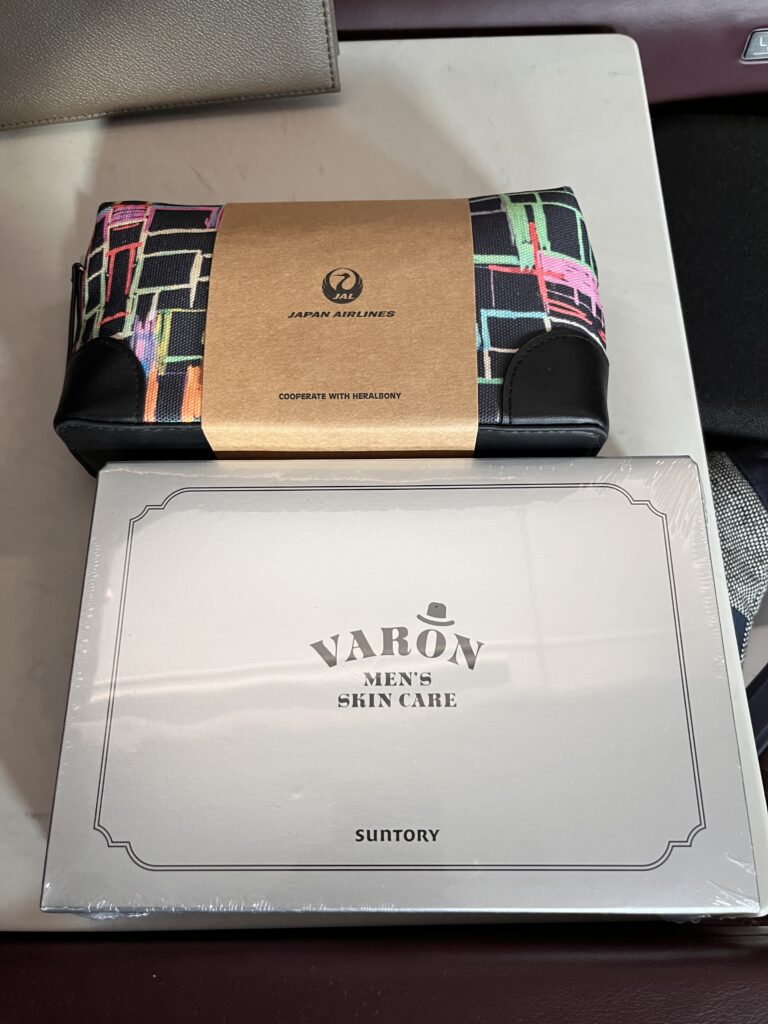 JAL
JAPAN AIRLINES
COOPERATE WITH HERALBONY
VARON
MEN'S
SKIN CARE
SUNTORY